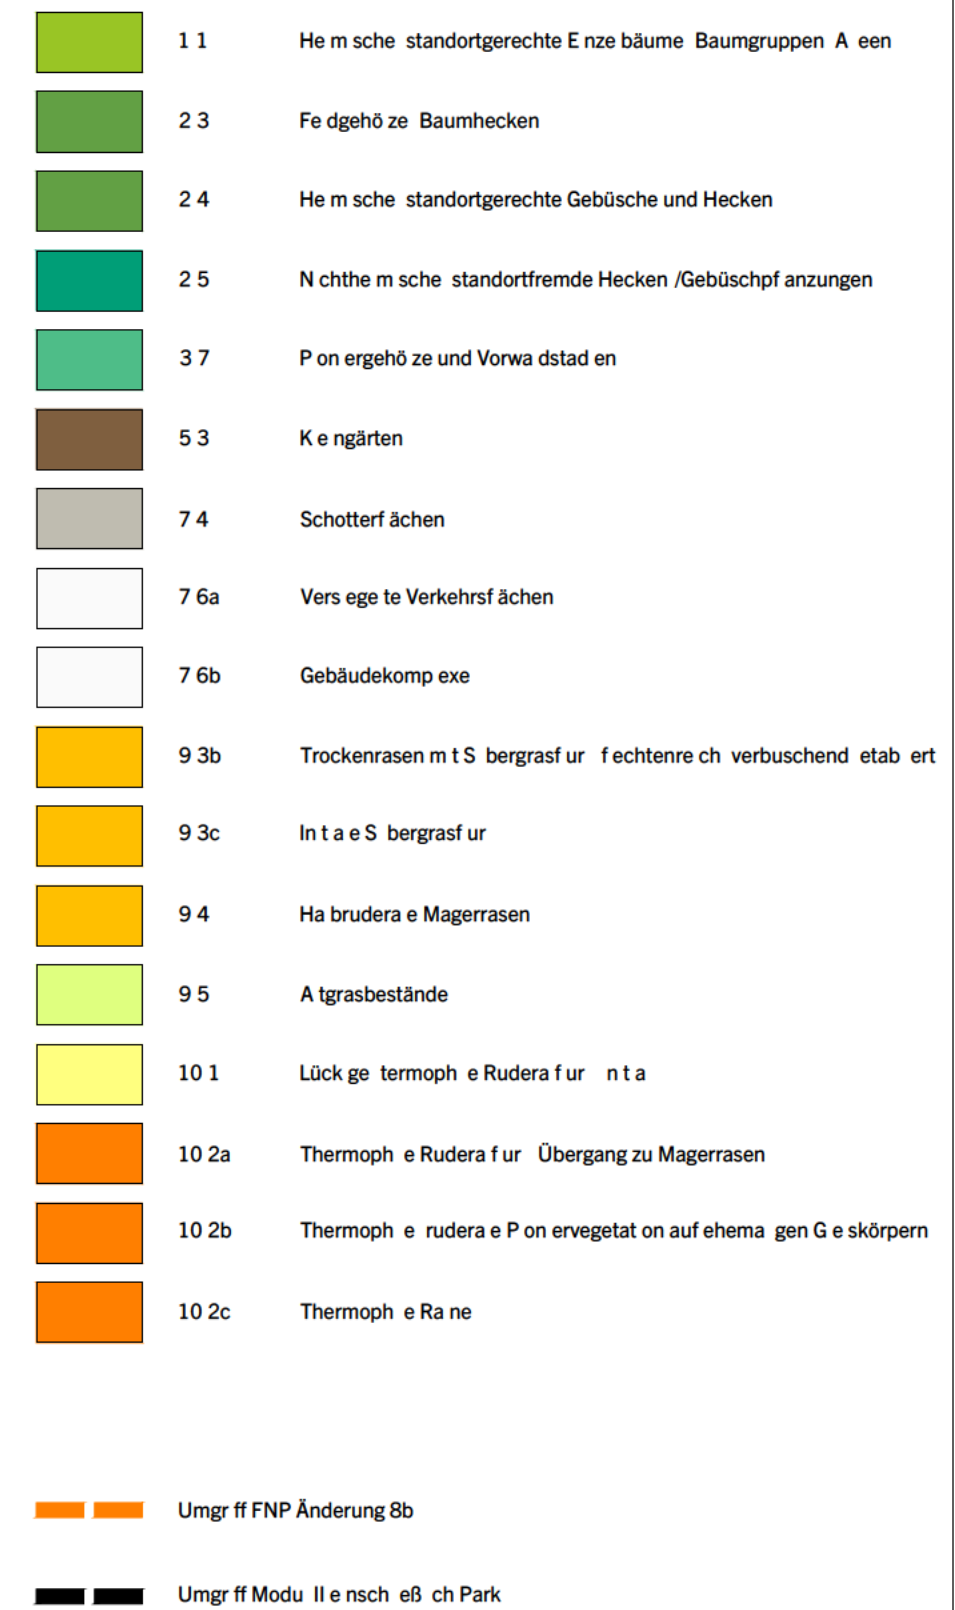 1 1 He m sche standortgerechte E nze bäume Baumgruppen A een
2 3 Fe dgehö ze Baumhecken
2 4 He m sche standortgerechte Gebüsche und Hecken
2 5 N chthe m sche standortfremde Hecken /Gebüschpf anzungen
3 7 P on ergehö ze und Vorwa dstad en
5 3 K e ngärten
7 4 Schotterf ächen
7 6a Vers ege te Verkehrsf ächen
7 6b Gebäudekomp exe
9 3b Trockenrasen m t S bergrasf ur f echtenre ch verbuschend etab ert
9 3c In t a e S bergrasf ur
9 4 Ha brudera e Magerrasen
9 5 A tgrasbestände
10 1 Lück ge termoph e Rudera f ur n t a
10 2a Thermoph e Rudera f ur Übergang zu Magerrasen
10 2b Thermoph e rudera e P on ervegetat on auf ehema gen G e skörpern
10 2c Thermoph e Ra ne
Umgr ff FNP Änderung 8b
Umgr ff Modu II e nsch eß ch Park